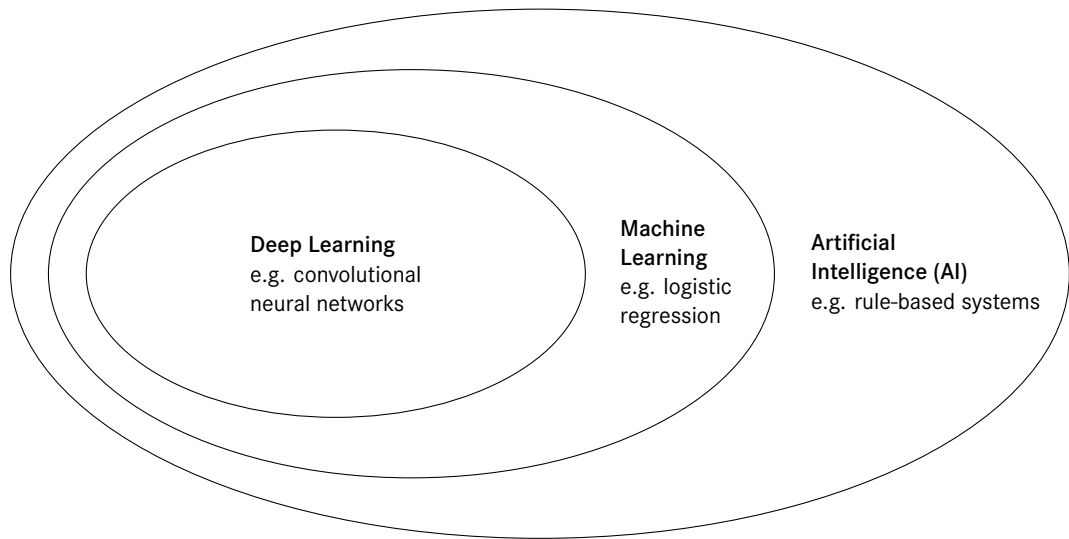 Deep Learning
e.g. convolutional
neural networks
Machine
Learning
e.g. logistic
regression
Artificial
Intelligence (AI)
e.g. rule-based systems